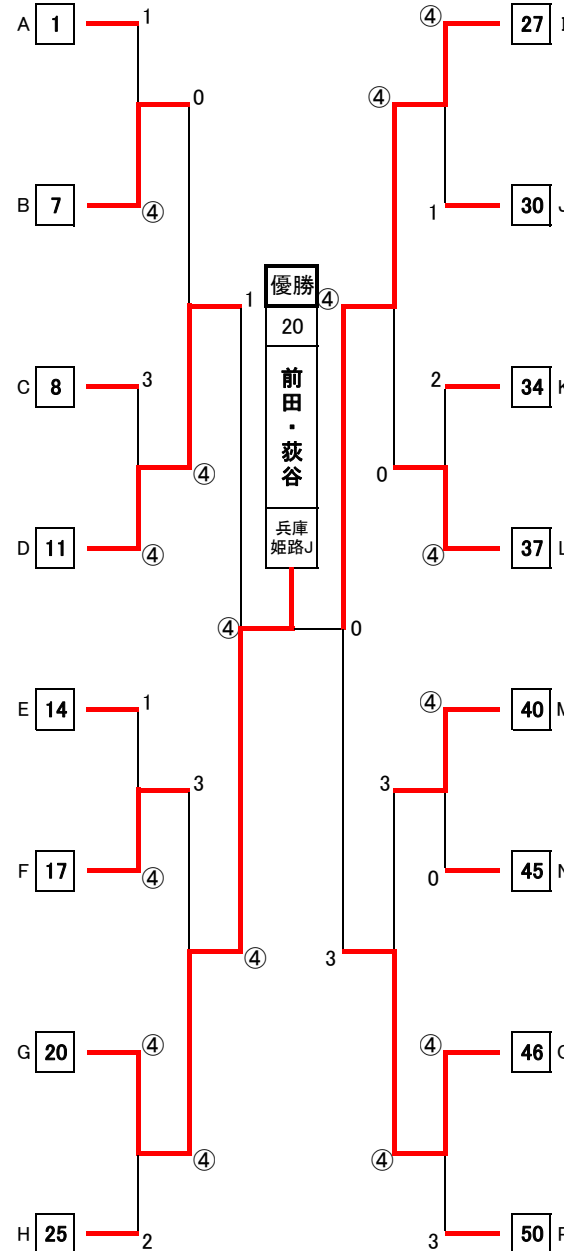 A 1 1 ④ 27 I
0 ④
B 7 ④ 1 30 J
優勝
1 ④
20
C 8 3 2 34 K
前田・荻谷
④ 0
D 11 ④ ④ 37 L
兵庫
姫路J
④ 0
E 14 1 ④ 40 M
3 3
F 17 ④ 0 45 N
④ 3
G 20 ④ ④ 46
④ ④
H 25 2 3 50 P